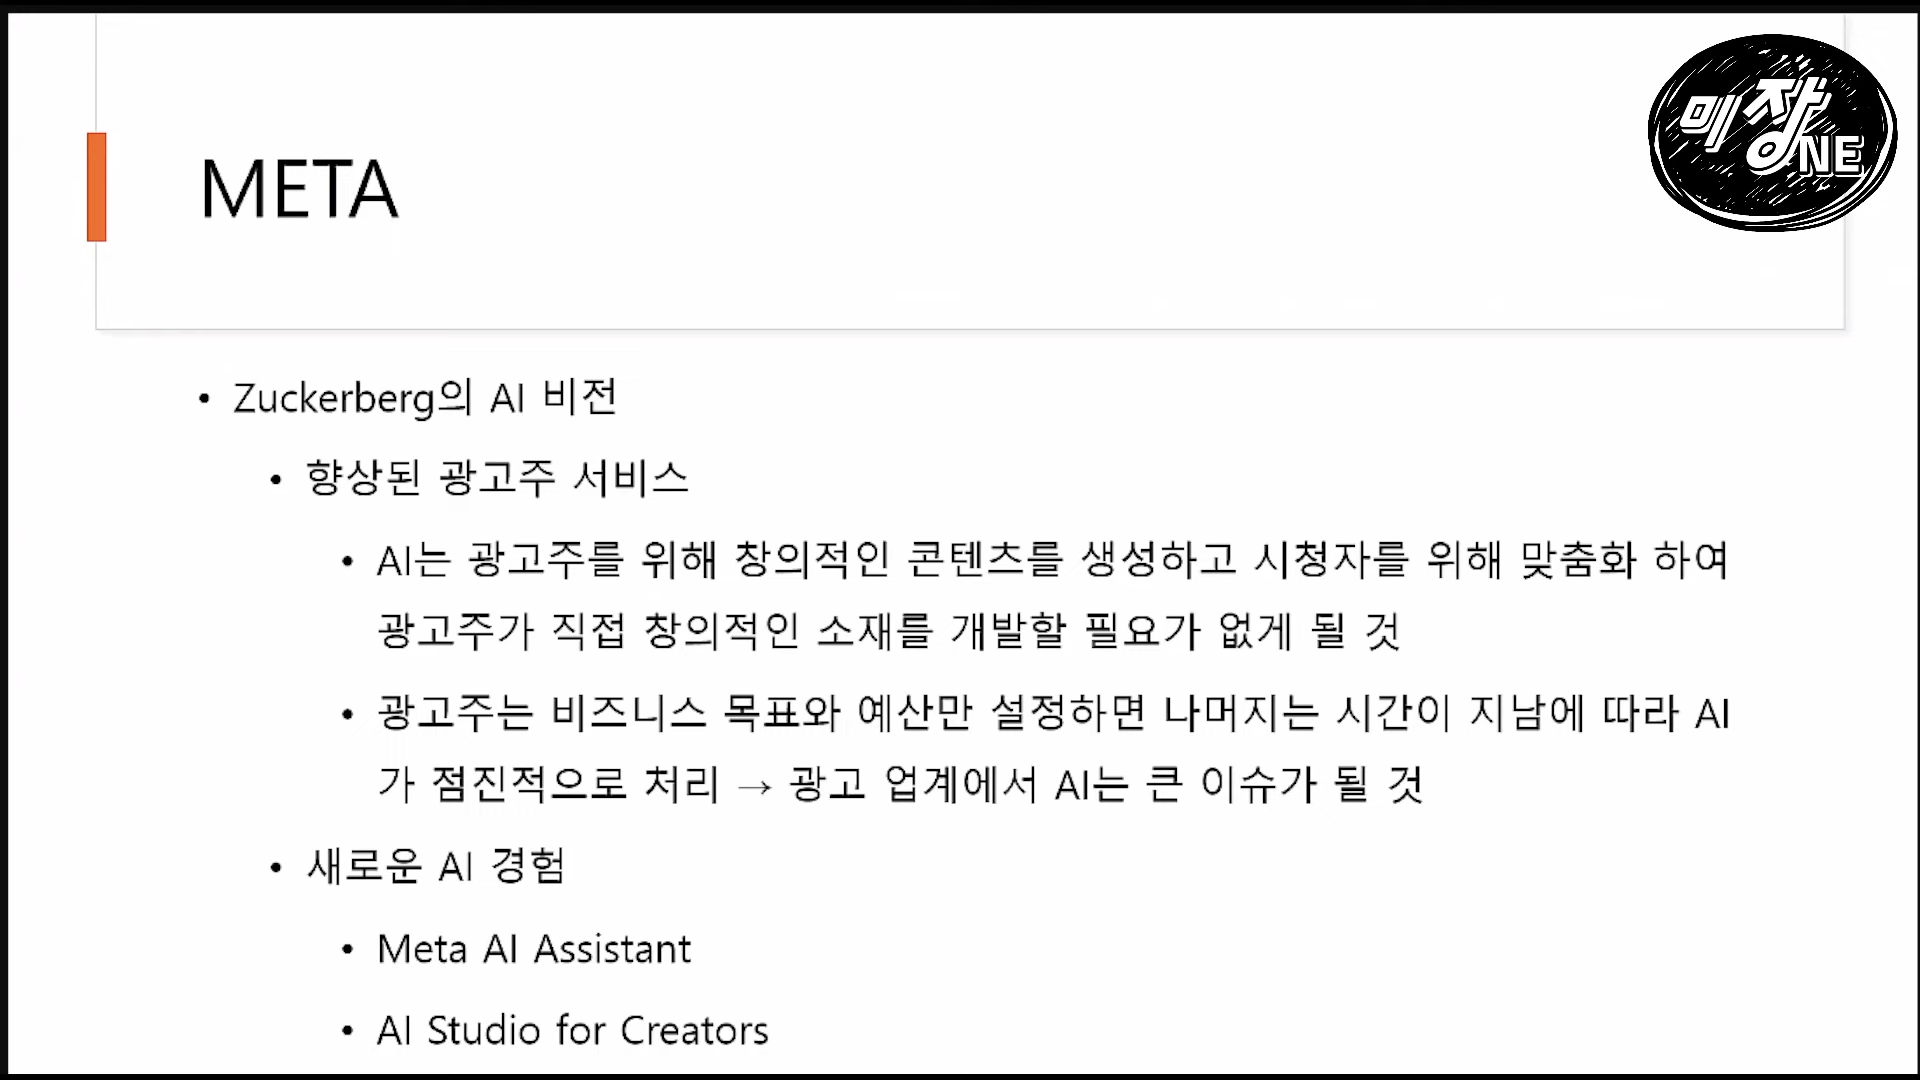 미장NE
META
• Zuckerberg의 AI 비전
• 향상된 광고주 서비스
• AI는 광고주를 위해 창의적인 콘텐츠를 생성하고 시청자를 위해 맞춤화 하여
광고주가 직접 창의적인 소재를 개발할 필요가 없게 될 것
• 광고주는 비즈니스 목표와 예산만 설정하면 나머지는 시간이 지남에 따라 AI
가 점진적으로 처리 → 광고 업계에서 AI는 큰 이슈가 될 것
• 새로운 AI 경험
• Meta AI Assistant
• AI Studio for Creators